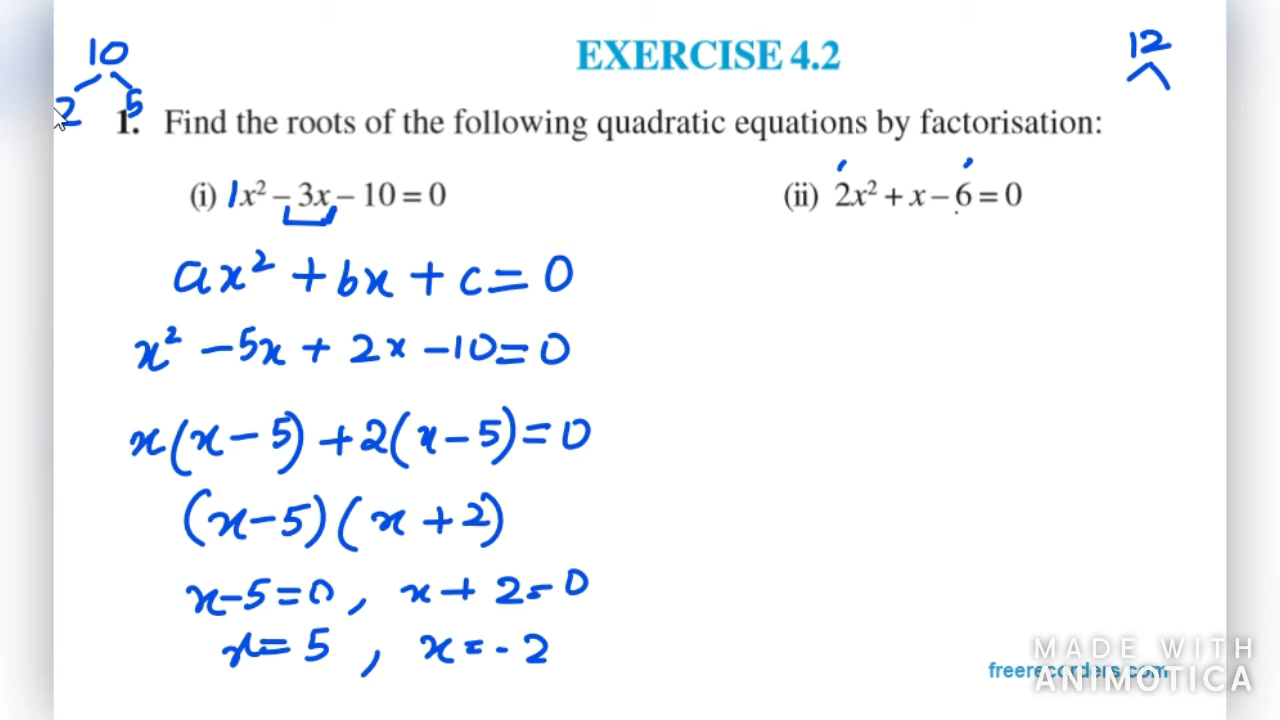 10
2 5
12
EXERCISE 4.2
1. Find the roots of the following quadratic equations by factorisation:
(i) 1x² – 3x – 10 = 0
(ii) 2x² + x – 6 = 0
ax² + bx + c = 0
x² - 5x + 2x - 10 = 0
x(x - 5) + 2(x - 5) = 0
(x - 5)(x + 2)
x - 5 = 0, x + 2 = 0
x = 5, x = - 2
MADE WITH
freerecorders.com
ANIMOTICA